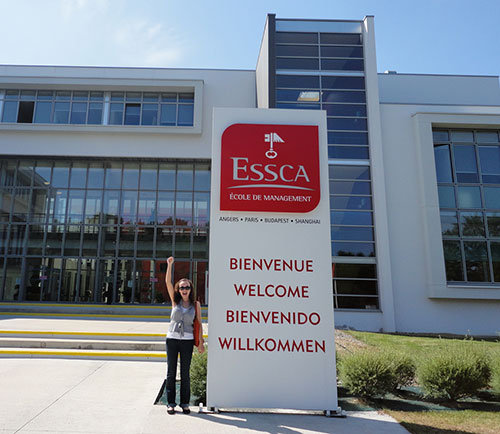 ESSCA
ÉCOLE DE MANAGEMENT
ANGERS • PARIS • BUDAPEST • SHANGHAI
BIENVENUE
WELCOME
BIENVENIDO
WILLKOMMEN